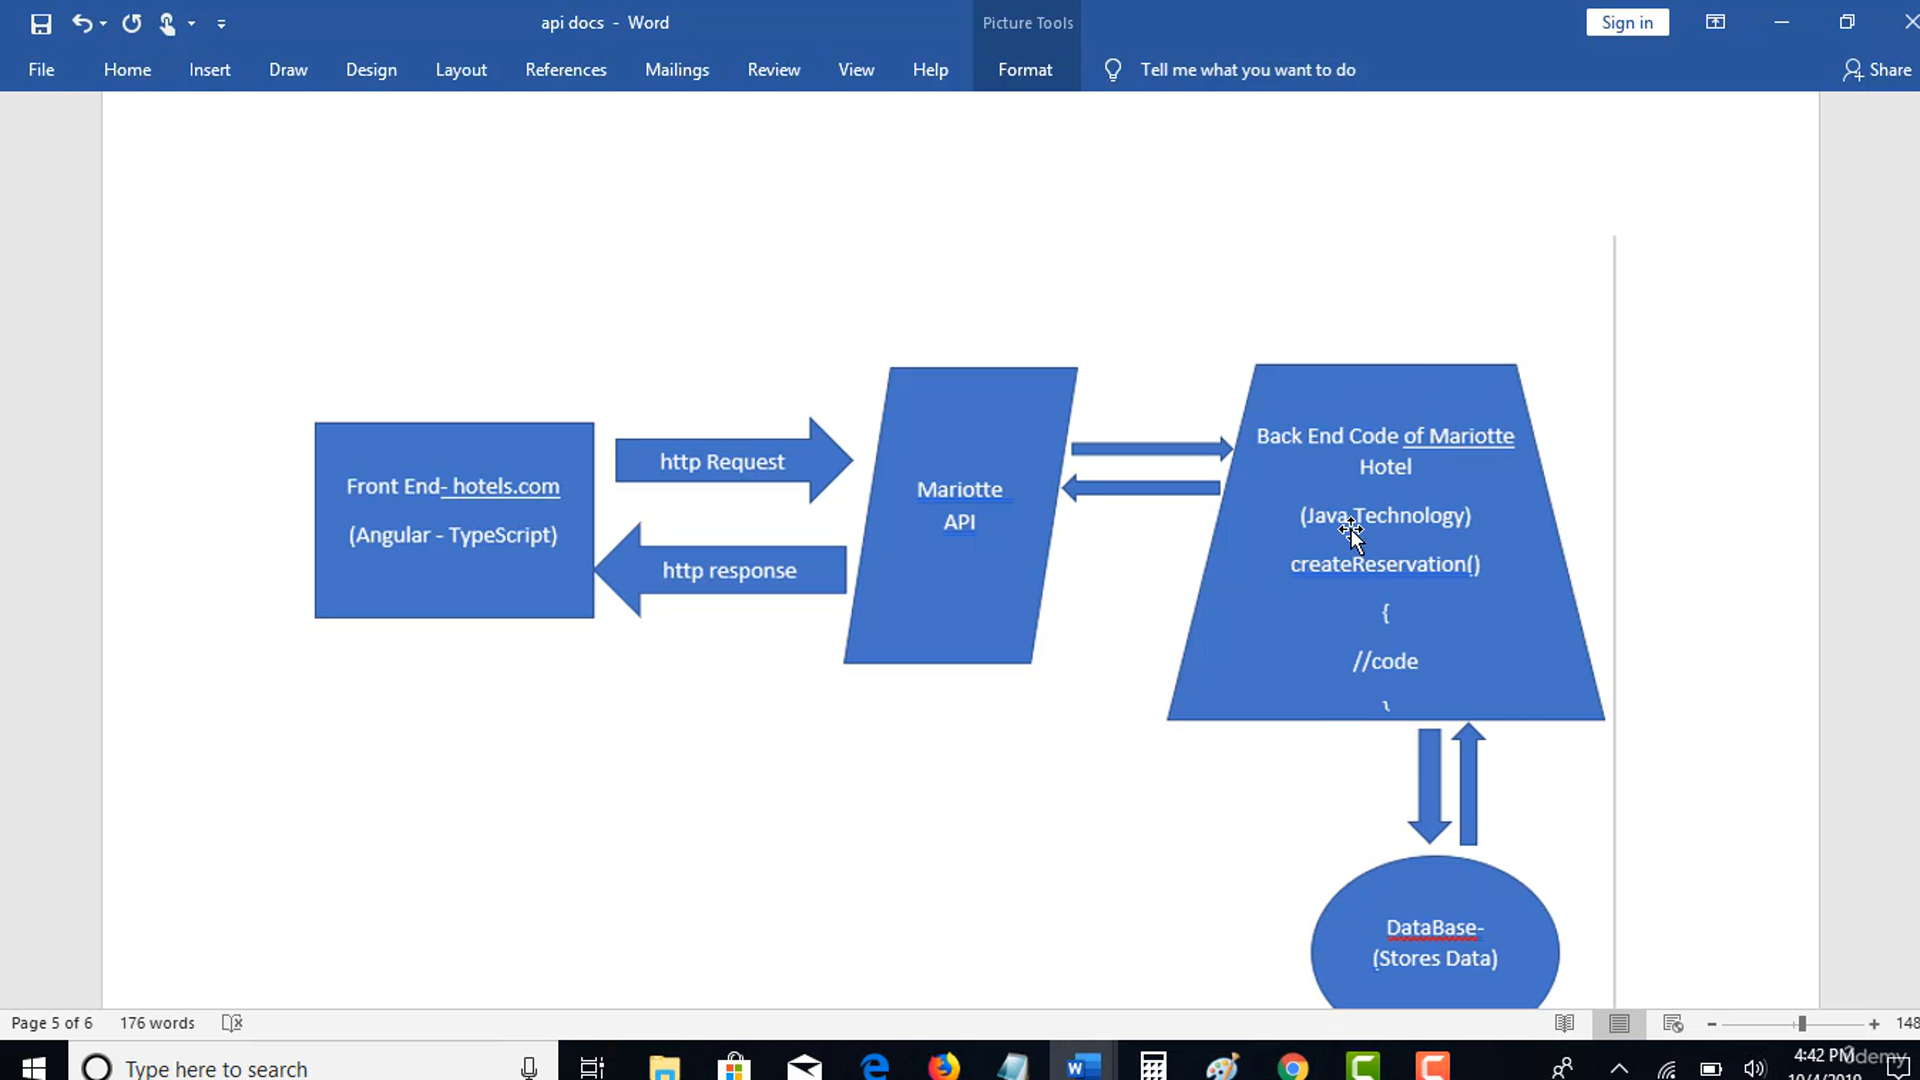 api docs - Word
Picture Tools
Sign in
File Home Insert Draw Design Layout References Mailings Review View Help Format Tell me what you want to do Share
Front End- hotels.com
(Angular - TypeScript)
http Request
http response
Mariotte
API
Back End Code of Mariotte
Hotel
(Java Technology)
createReservation()
{
//code
}
DataBase-
(Stores Data)
Page 5 of 6 176 words
148
Type here to search
4:42 PM
10/4/2019
Udemy